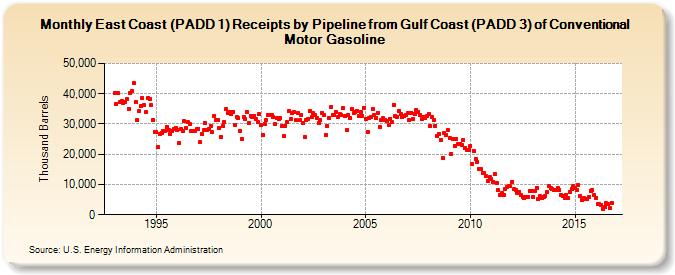 Monthly East Coast (PADD 1) Receipts by Pipeline from Gulf Coast (PADD 3) of Conventional
Motor Gasoline
Thousand Barrels
50,000
40,000
30,000
20,000
10,000
0
1995 2000 2005 2010 2015
Source: U.S. Energy Information Administration